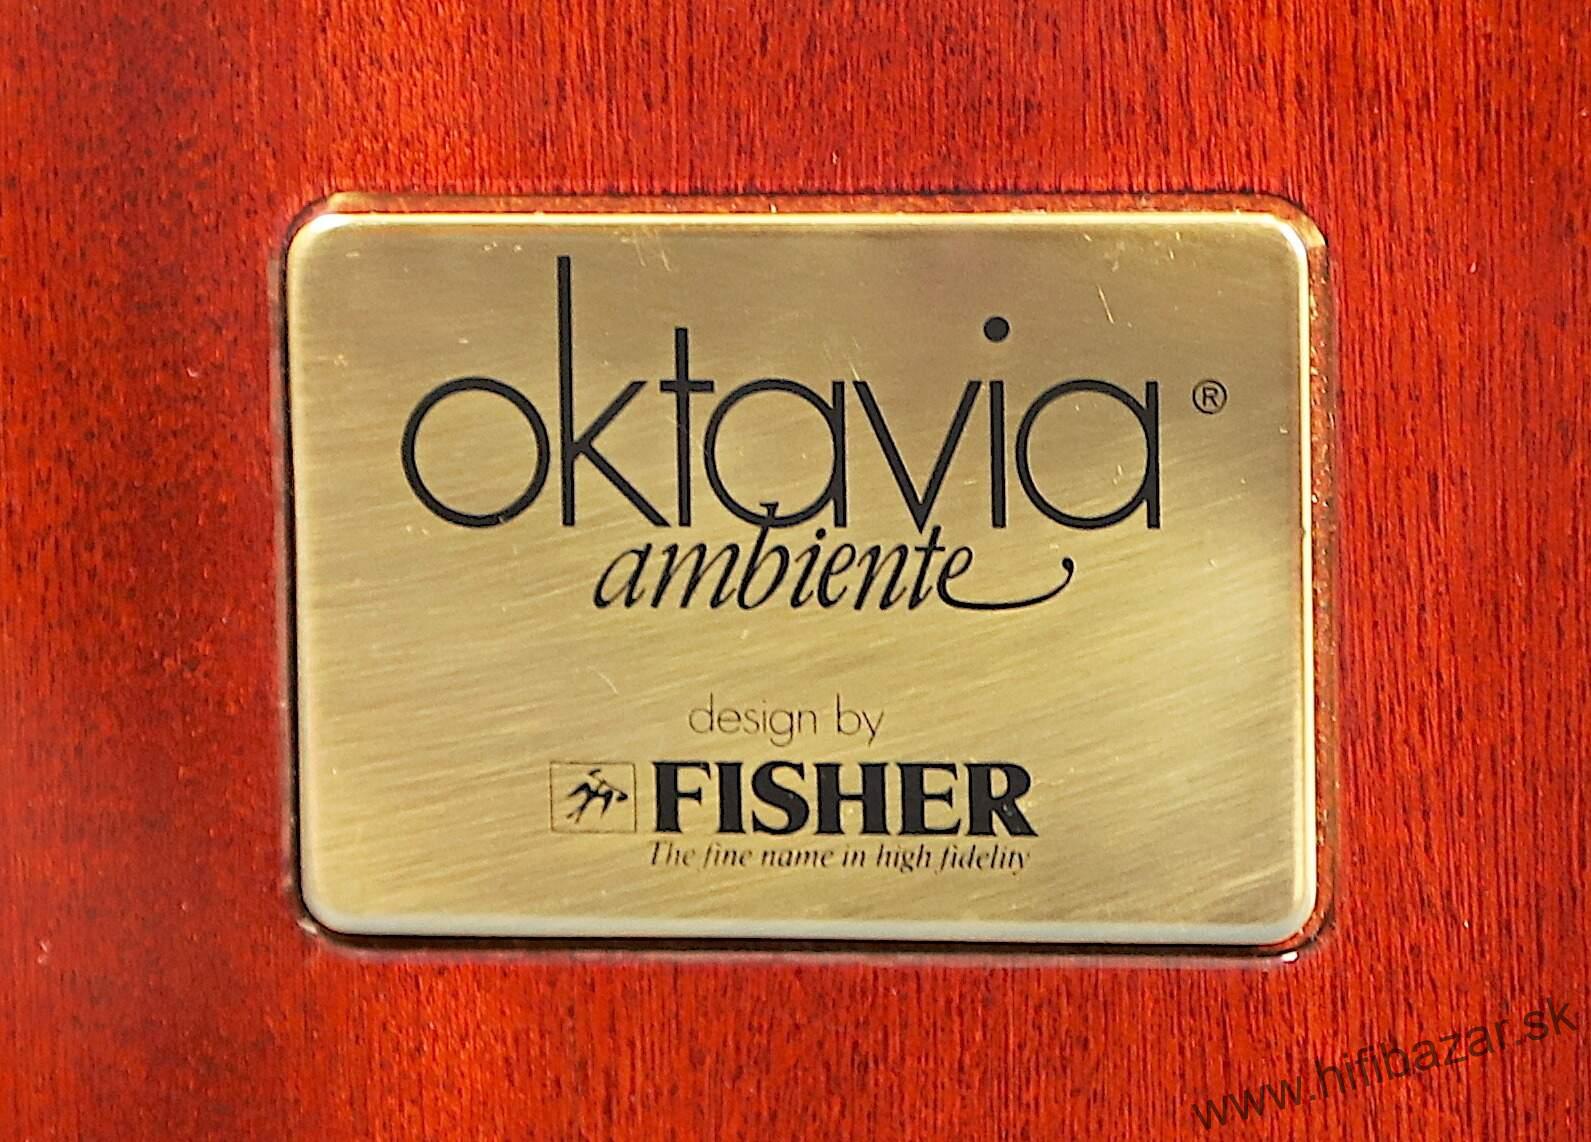 oktavia ®
ambiente
design by
FISHER
The fine name in high fidelity
www.hifibazar.sk